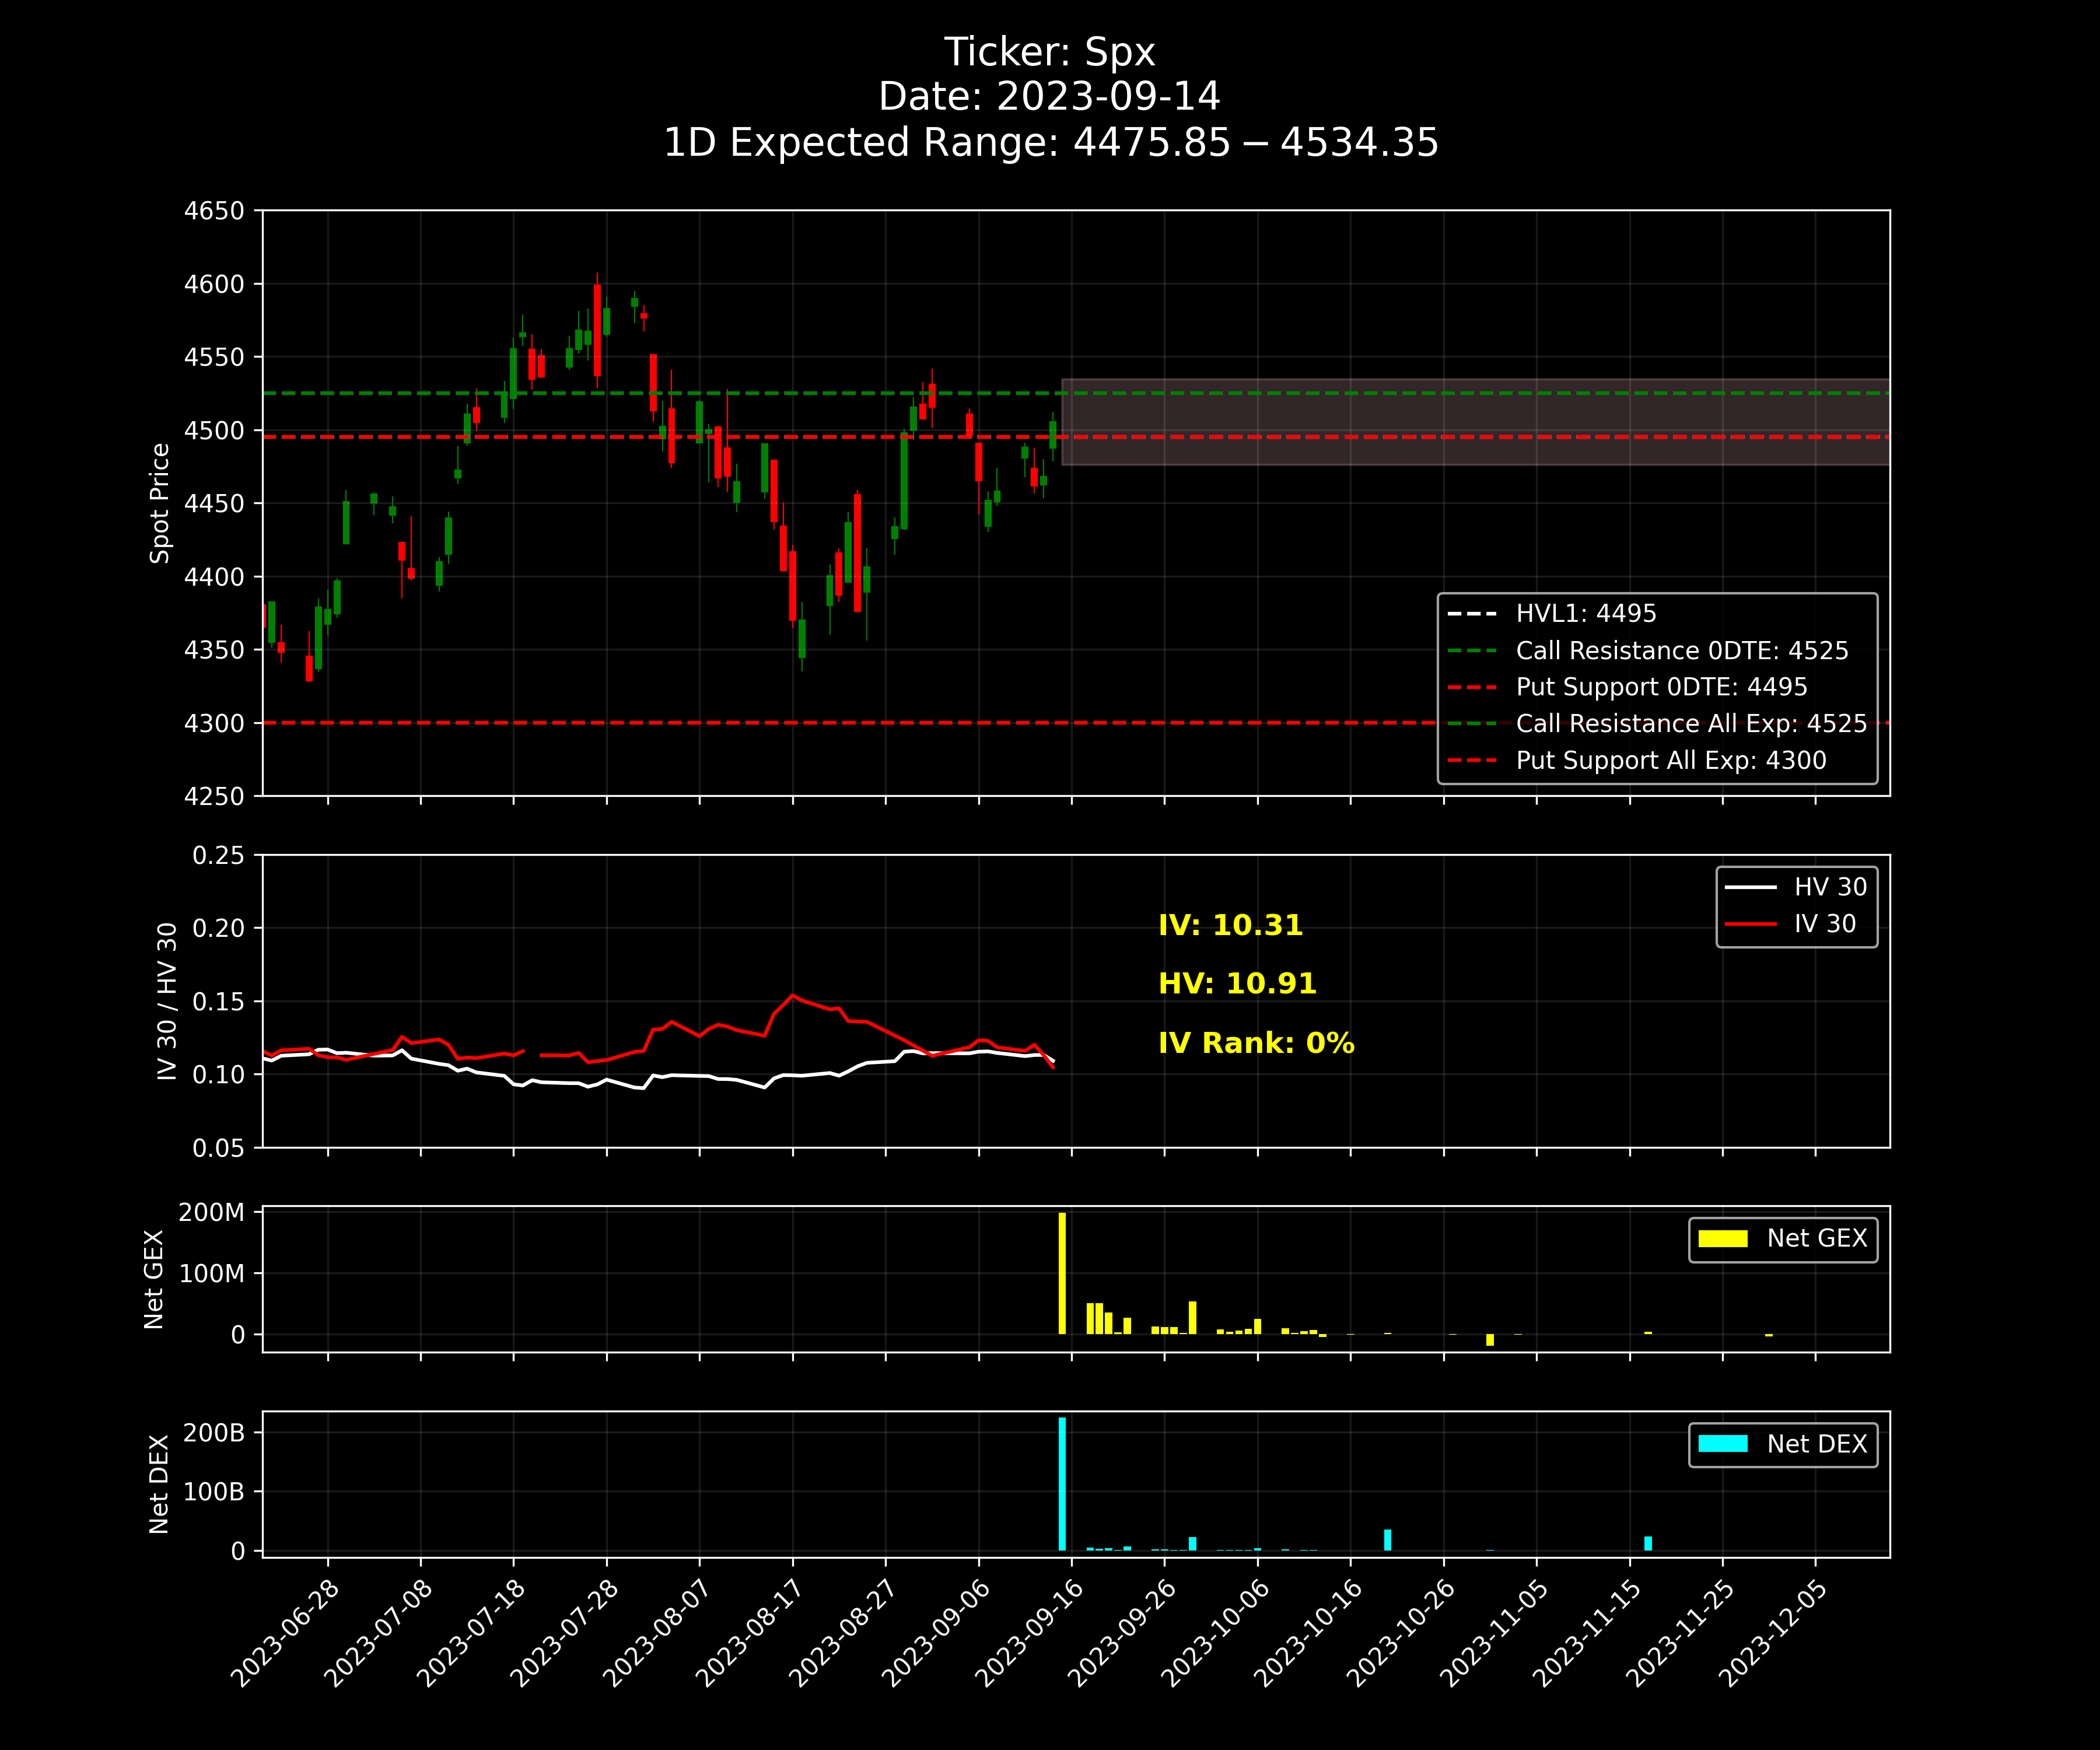 Ticker: Spx
Date: 2023-09-14
1D Expected Range: 4475.85 – 4534.35
4650
4600
4550
4500
4450
4400
4350
4300
4250
Spot Price
HVL1: 4495
Call Resistance 0DTE: 4525
Put Support 0DTE: 4495
Call Resistance All Exp: 4525
Put Support All Exp: 4300
0.25
0.20
0.15
0.10
0.05
IV 30 / HV 30
IV: 10.31
HV: 10.91
IV Rank: 0%
HV 30
IV 30
200M
100M
0
Net GEX
Net GEX
200B
100B
0
Net DEX
Net DEX
2023-06-28
2023-07-08
2023-07-18
2023-07-28
2023-08-07
2023-08-17
2023-08-27
2023-09-06
2023-09-16
2023-09-26
2023-10-06
2023-10-16
2023-10-26
2023-11-05
2023-11-15
2023-11-25
2023-12-05